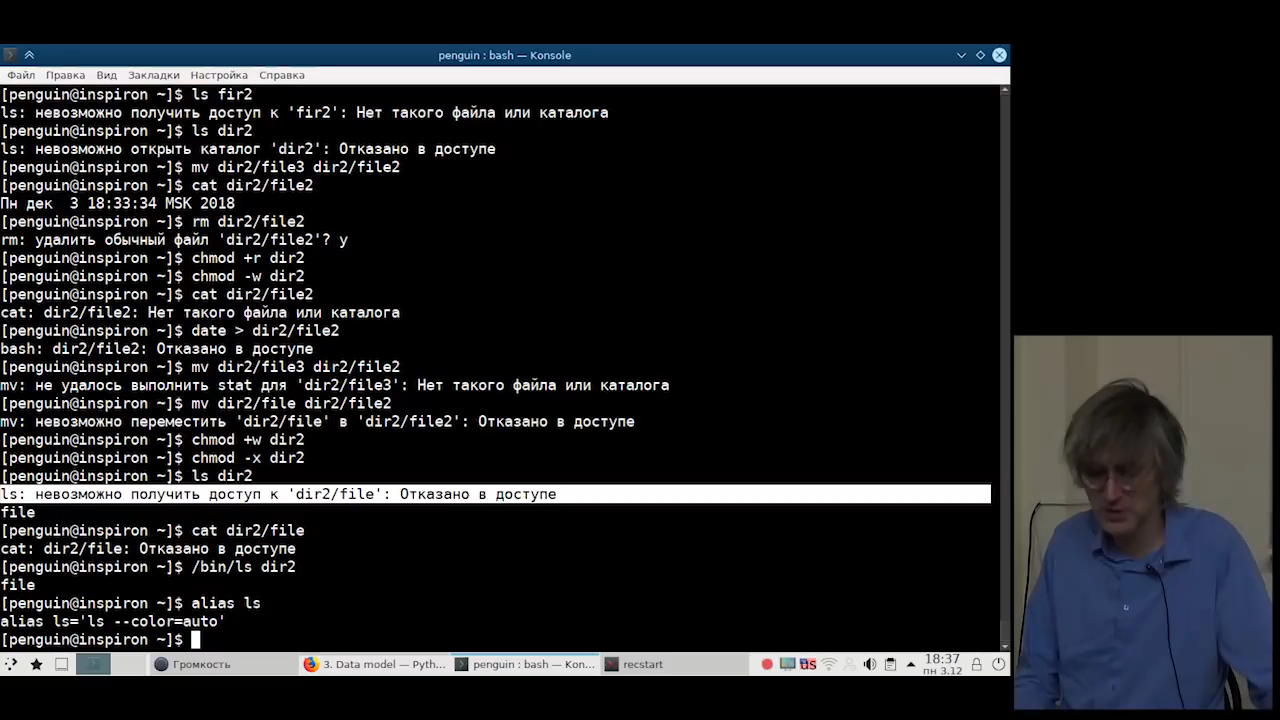 penguin : bash — Konsole
Файл Правка Вид Закладки Настройка Справка
[penguin@inspiron ~]$ ls fir2
ls: невозможно получить доступ к 'fir2': Нет такого файла или каталога
[penguin@inspiron ~]$ ls dir2
ls: невозможно открыть каталог 'dir2': Отказано в доступе
[penguin@inspiron ~]$ mv dir2/file3 dir2/file2
[penguin@inspiron ~]$ cat dir2/file2
Пн дек  3 18:33:34 MSK 2018
[penguin@inspiron ~]$ rm dir2/file2
rm: удалить обычный файл 'dir2/file2'? y
[penguin@inspiron ~]$ chmod +r dir2
[penguin@inspiron ~]$ chmod -w dir2
[penguin@inspiron ~]$ cat dir2/file2
cat: dir2/file2: Нет такого файла или каталога
[penguin@inspiron ~]$ date > dir2/file2
bash: dir2/file2: Отказано в доступе
[penguin@inspiron ~]$ mv dir2/file3 dir2/file2
mv: не удалось выполнить stat для 'dir2/file3': Нет такого файла или каталога
[penguin@inspiron ~]$ mv dir2/file dir2/file2
mv: невозможно переместить 'dir2/file' в 'dir2/file2': Отказано в доступе
[penguin@inspiron ~]$ chmod +w dir2
[penguin@inspiron ~]$ chmod -x dir2
[penguin@inspiron ~]$ ls dir2
ls: невозможно получить доступ к 'dir2/file': Отказано в доступе
file
[penguin@inspiron ~]$ cat dir2/file
cat: dir2/file: Отказано в доступе
[penguin@inspiron ~]$ /bin/ls dir2
file
[penguin@inspiron ~]$ alias ls
alias ls='ls --color=auto'
[penguin@inspiron ~]$
Громкость
3. Data model — Pyth...
penguin : bash — Kon...
recstart
US
18:37
пн 3.12